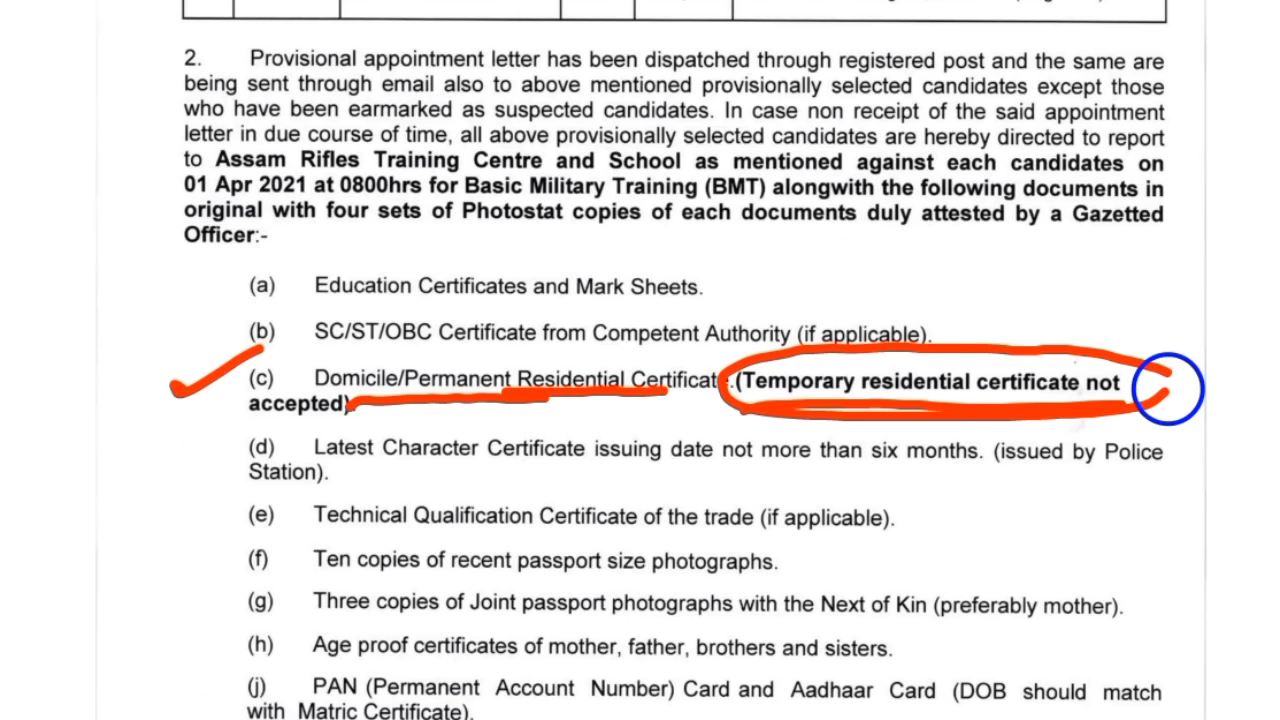 2. Provisional appointment letter has been dispatched through registered post and the same are
being sent through email also to above mentioned provisionally selected candidates except those
who have been earmarked as suspected candidates. In case non receipt of the said appointment
letter in due course of time, all above provisionally selected candidates are hereby directed to report
to Assam Rifles Training Centre and School as mentioned against each candidates on
01 Apr 2021 at 0800hrs for Basic Military Training (BMT) alongwith the following documents in
original with four sets of Photostat copies of each documents duly attested by a Gazetted
Officer:-
(a) Education Certificates and Mark Sheets.
(b) SC/ST/OBC Certificate from Competent Authority (if applicable).
(c) Domicile/Permanent Residential Certificate.(Temporary residential certificate not
accepted)
(d) Latest Character Certificate issuing date not more than six months. (issued by Police
Station).
(e) Technical Qualification Certificate of the trade (if applicable).
(f) Ten copies of recent passport size photographs.
(g) Three copies of Joint passport photographs with the Next of Kin (preferably mother).
(h) Age proof certificates of mother, father, brothers and sisters.
(j) PAN (Permanent Account Number) Card and Aadhaar Card (DOB should match
with Matric Certificate).